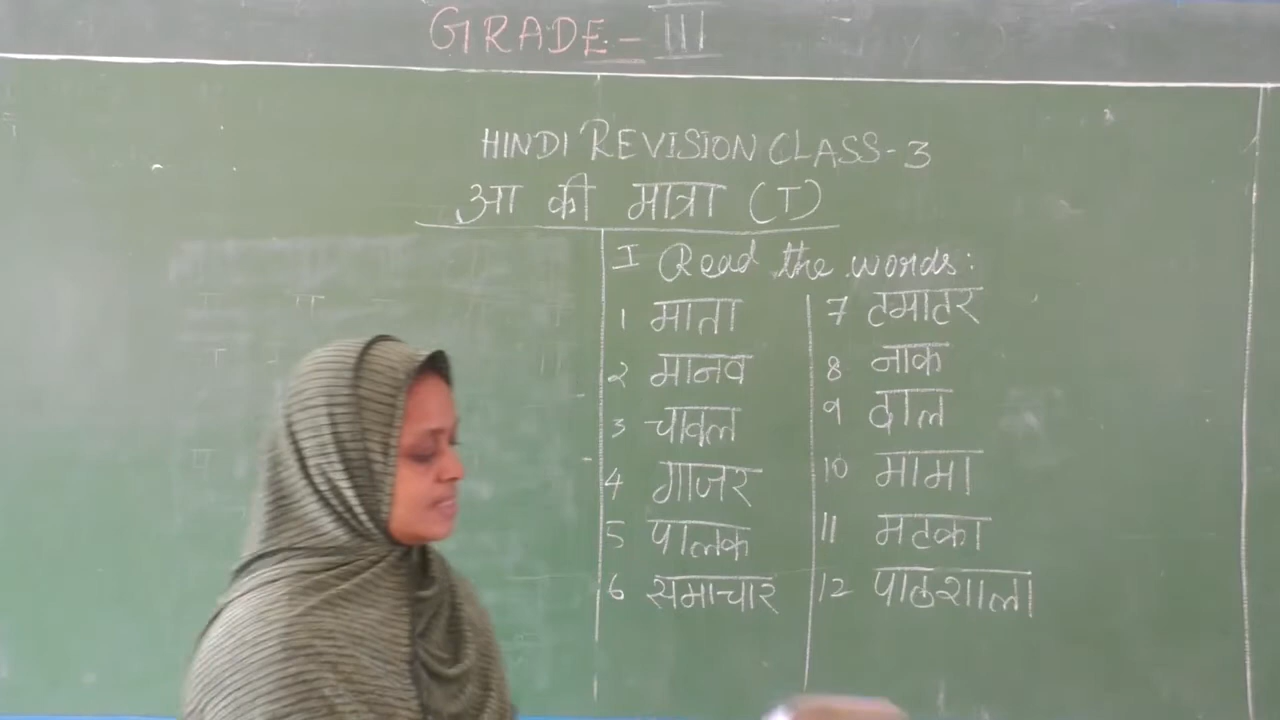 GRADE- III
HINDI REVISION CLASS-3
आ की मात्रा (ा)
I Read the words:
1 माता
2 मानव
3 चावल
4 गाजर
5 पालक
6 समाचार
7 टमाटर
8 नाक
9 दाल
10 मामा
11 मटका
12 पाठशाला